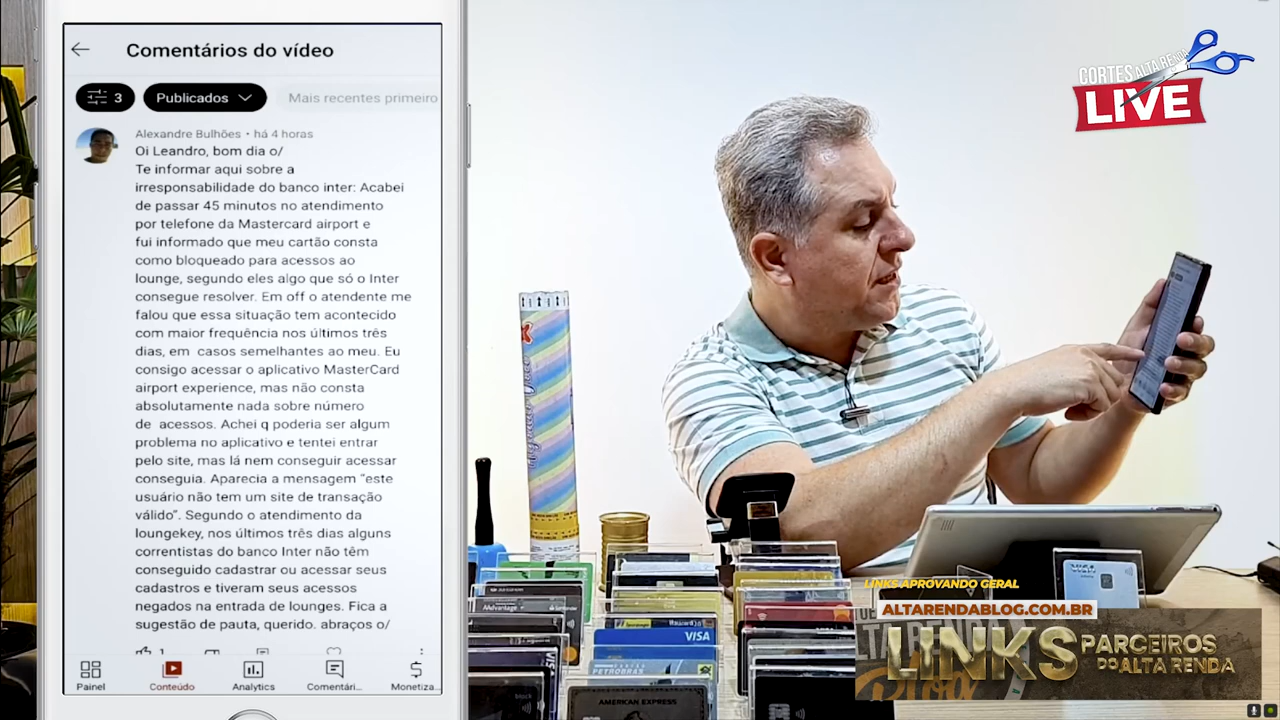 Comentários do vídeo
3
Publicados
Mais recentes primeiro
Alexandre Bulhões • há 4 horas
Oi Leandro, bom dia o/
Te informar aqui sobre a
irresponsabilidade do banco inter: Acabei
de passar 45 minutos no atendimento
por telefone da Mastercard airport e
fui informado que meu cartão consta
como bloqueado para acessos ao
lounge, segundo eles algo que só o Inter
consegue resolver. Em off o atendente me
falou que essa situação tem acontecido
com maior frequência nos últimos três
dias, em casos semelhantes ao meu. Eu
consigo acessar o aplicativo MasterCard
airport experience, mas não consta
absolutamente nada sobre número
de acessos. Achei q poderia ser algum
problema no aplicativo e tentei entrar
pelo site, mas lá nem conseguir acessar
conseguia. Aparecia a mensagem “este
usuário não tem um site de transação
válido”. Segundo o atendimento da
loungekey, nos últimos três dias alguns
correntistas do banco Inter não têm
conseguido cadastrar ou acessar seus
cadastros e tiveram seus acessos
negados na entrada de lounges. Fica a
sugestão de pauta, querido. abraços o/
1
Painel
Conteúdo
Analytics
Comentári...
Monetiza...
CORTES ALTA RENDA
LIVE
LINKS APROVANDO GERAL
ALTARENDABLOG.COM.BR
LINKS
PARCEIROS
DO ALTA RENDA
Blog
AAdvantage
VISA
PETROBRAS
VISA
black
AMERICAN EXPRESS